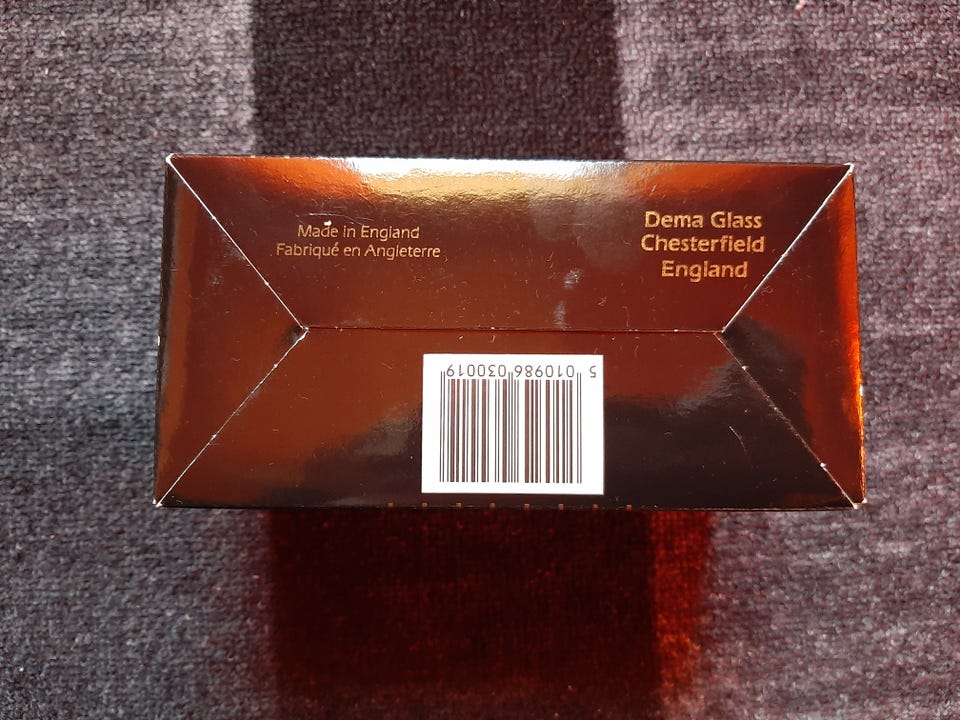 Made in England
Fabriqué en Angleterre
Dema Glass
Chesterfield
England
5 010986 030019